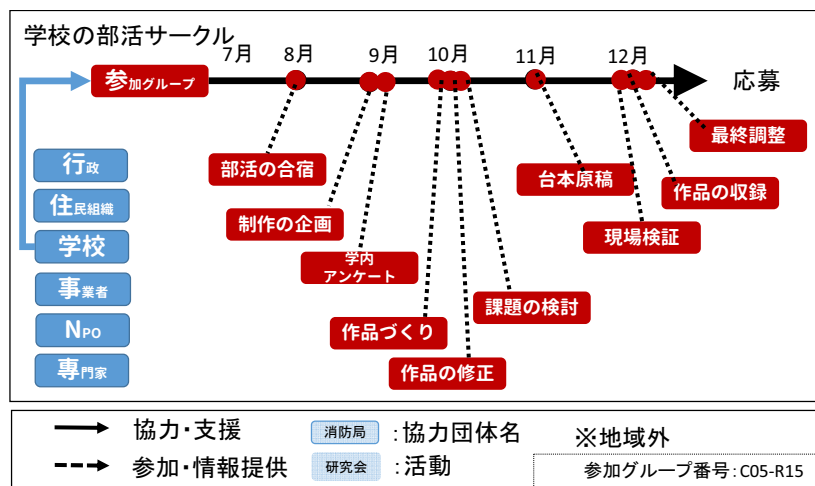 学校の部活サークル
7月
8月
9月
10月
11月
12月
参加グループ
応募
最終調整
部活の合宿
行政
台本原稿
作品の収録
住民組織
制作の企画
現場検証
学校
学内
アンケート
事業者
課題の検討
NPO
作品づくり
専門家
作品の修正
協力・支援
消防局
:協力団体名
※地域外
参加・情報提供
研究会
:活動
参加グループ番号:C05-R15